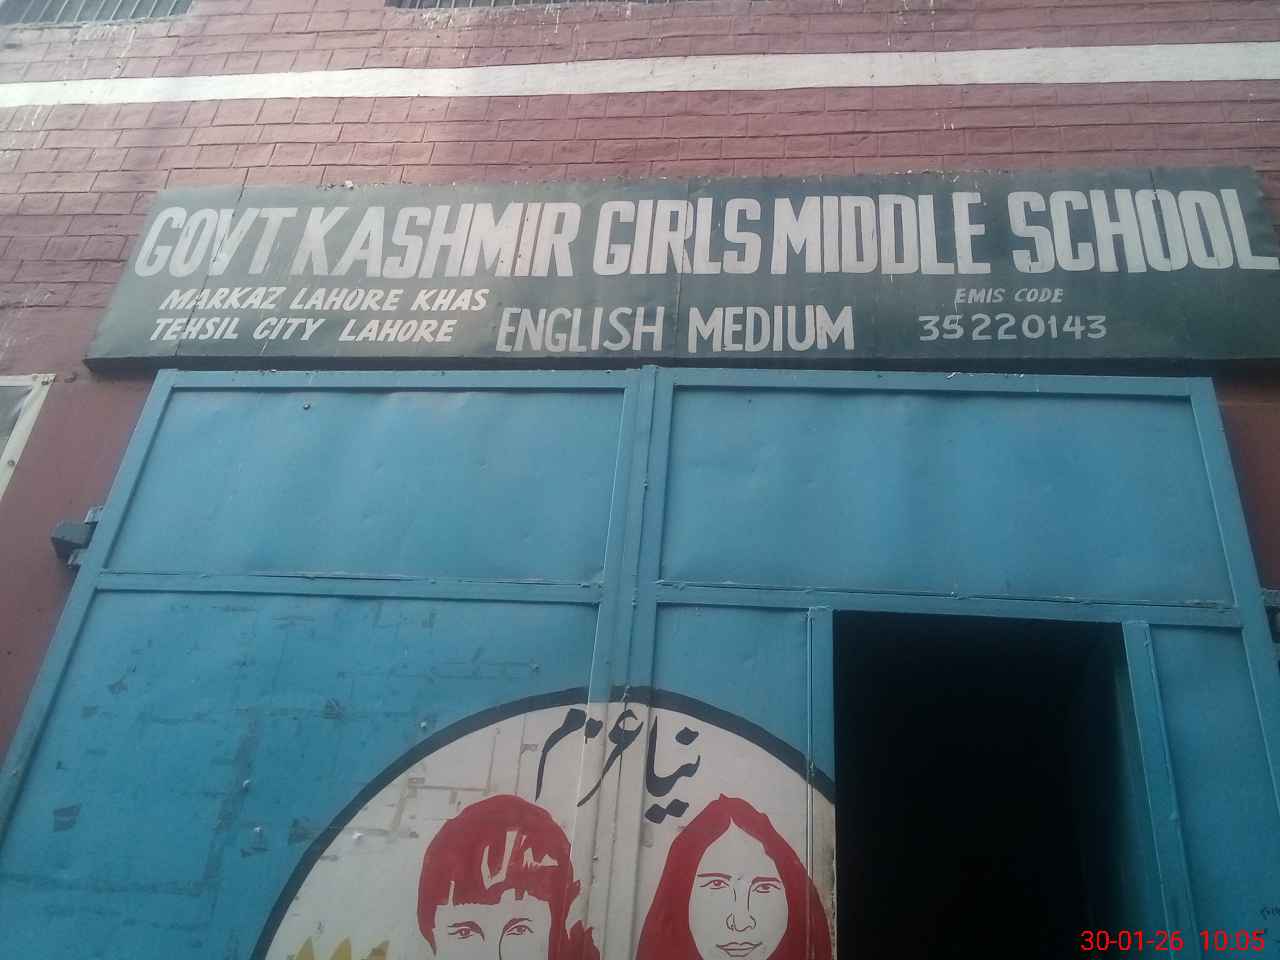 GOVT KASHMIR GIRLS MIDDLE SCHOOL
MARKAZ LAHORE KHAS
TEHSIL CITY LAHORE
ENGLISH MEDIUM
EMIS CODE
35220143
نیا عزم
30-01-26 10:05